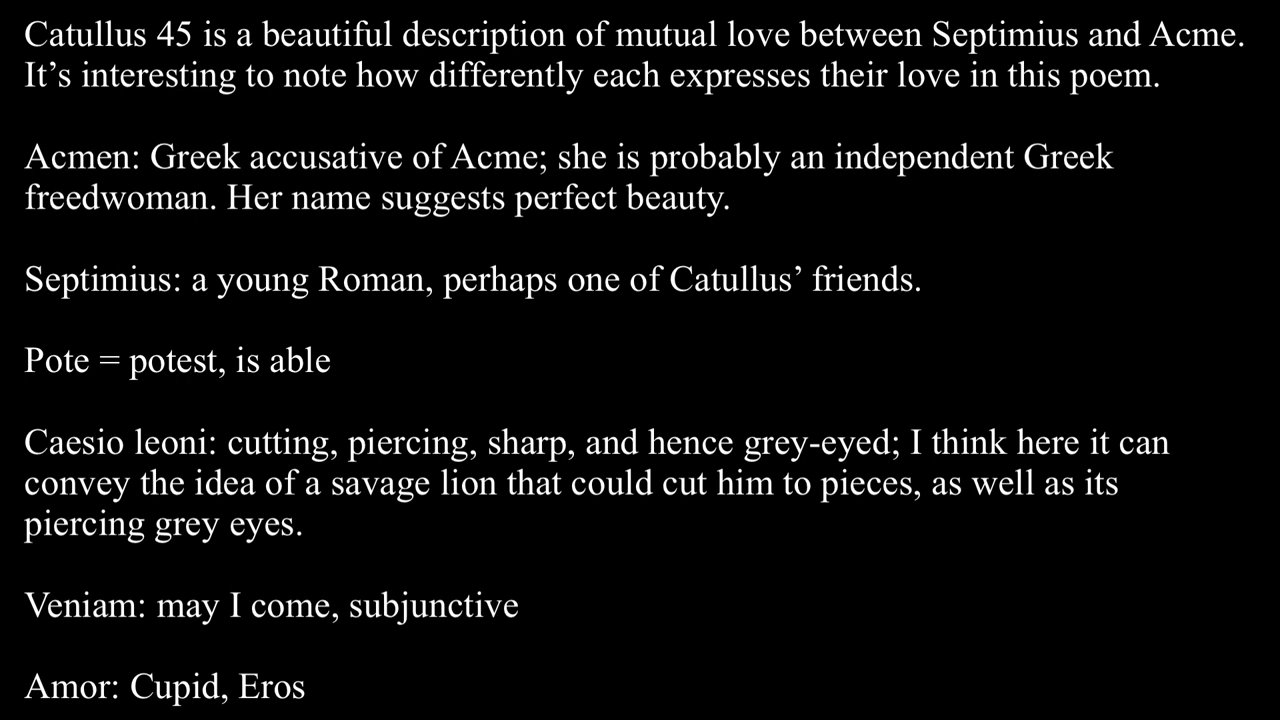 Catullus 45 is a beautiful description of mutual love between Septimius and Acme.
It’s interesting to note how differently each expresses their love in this poem.
Acmen: Greek accusative of Acme; she is probably an independent Greek
freedwoman. Her name suggests perfect beauty.
Septimius: a young Roman, perhaps one of Catullus’ friends.
Pote = potest, is able
Caesio leoni: cutting, piercing, sharp, and hence grey-eyed; I think here it can
convey the idea of a savage lion that could cut him to pieces, as well as its
piercing grey eyes.
Veniam: may I come, subjunctive
Amor: Cupid, Eros